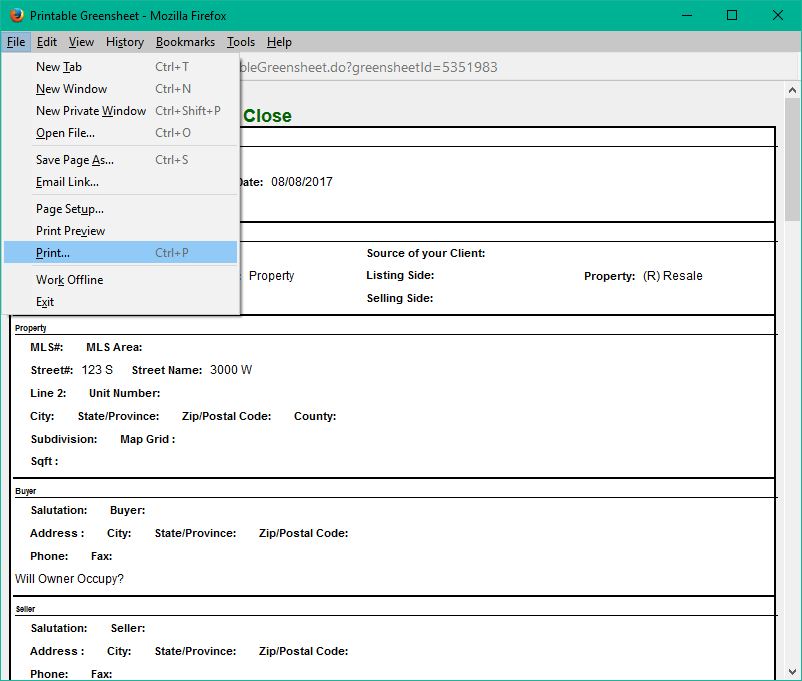 Printable Greensheet - Mozilla Firefox
File Edit View History Bookmarks Tools Help
New Tab Ctrl+T
New Window Ctrl+N
New Private Window Ctrl+Shift+P
Open File... Ctrl+O
Save Page As... Ctrl+S
Email Link...
Page Setup...
Print Preview
Print... Ctrl+P
Work Offline
Exit
bleGreensheet.do?greensheetId=5351983
Close
Date: 08/08/2017
Source of your Client:
: Property Listing Side: Property: (R) Resale
Selling Side:
Property
MLS#: MLS Area:
Street#: 123 S Street Name: 3000 W
Line 2: Unit Number:
City: State/Province: Zip/Postal Code: County:
Subdivision: Map Grid :
Sqft :
Buyer
Salutation: Buyer:
Address : City: State/Province: Zip/Postal Code:
Phone: Fax:
Will Owner Occupy?
Seller
Salutation: Seller:
Address : City: State/Province: Zip/Postal Code:
Phone: Fax: